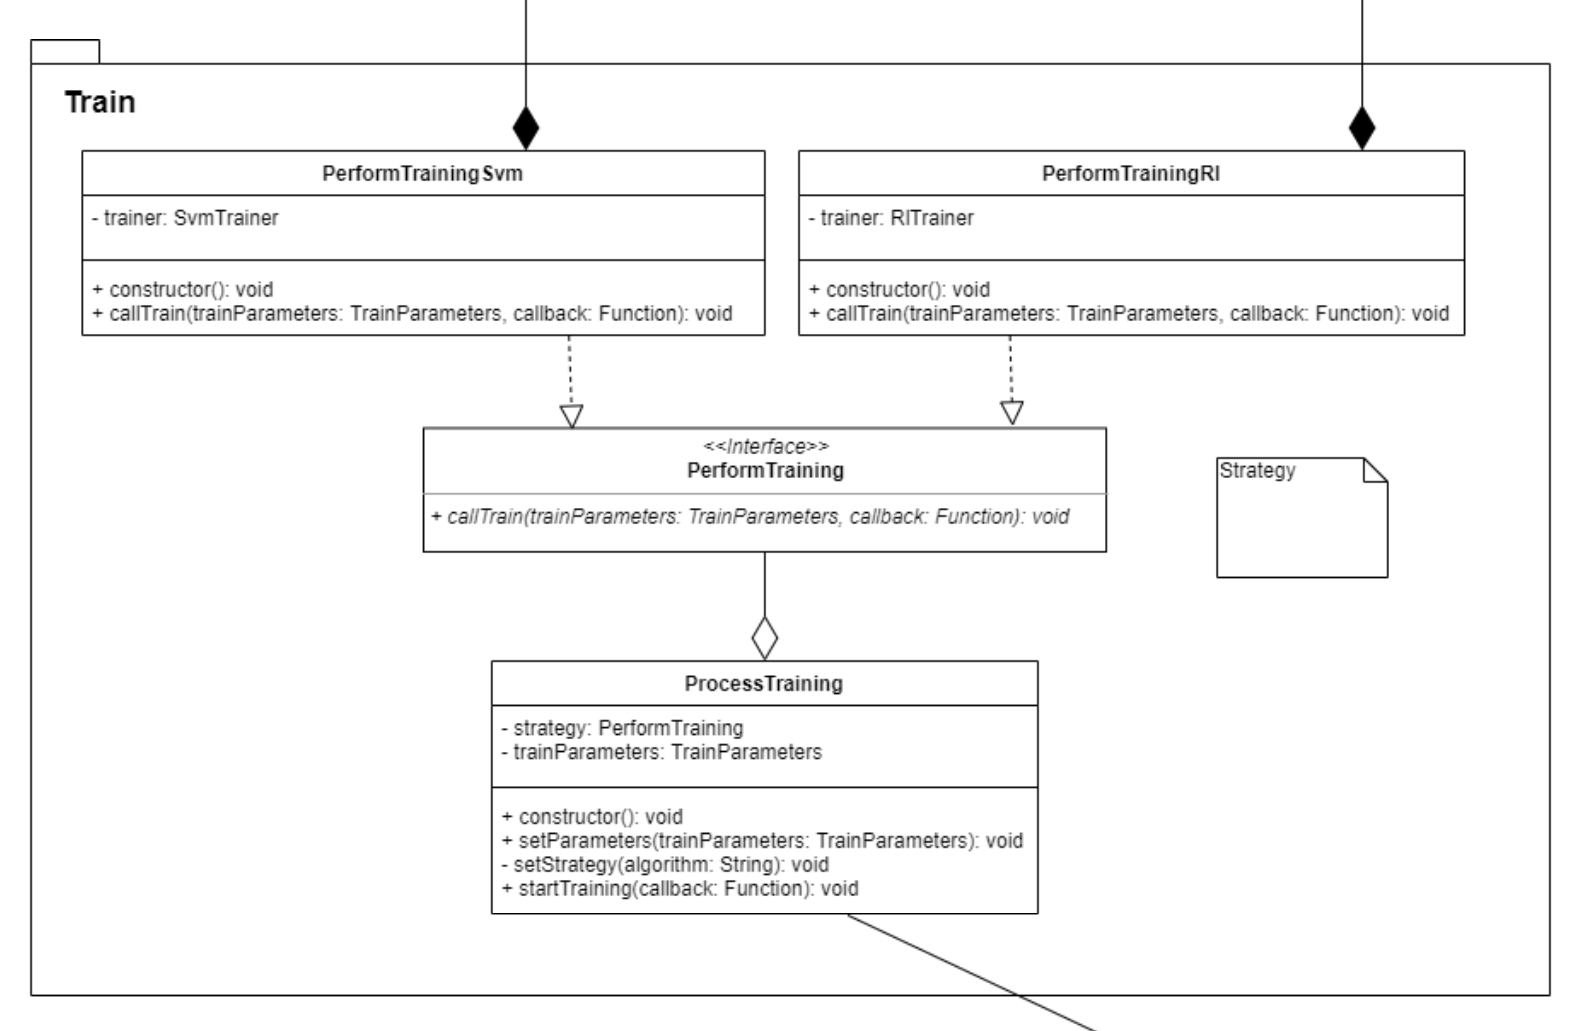 Train
PerformTrainingSvm
- trainer: SvmTrainer
+ constructor(): void
+ callTrain(trainParameters: TrainParameters, callback: Function): void
PerformTrainingRl
- trainer: RlTrainer
+ constructor(): void
+ callTrain(trainParameters: TrainParameters, callback: Function): void
<<Interface>>
PerformTraining
+ callTrain(trainParameters: TrainParameters, callback: Function): void
Strategy
ProcessTraining
- strategy: PerformTraining
- trainParameters: TrainParameters
+ constructor(): void
+ setParameters(trainParameters: TrainParameters): void
- setStrategy(algorithm: String): void
+ startTraining(callback: Function): void